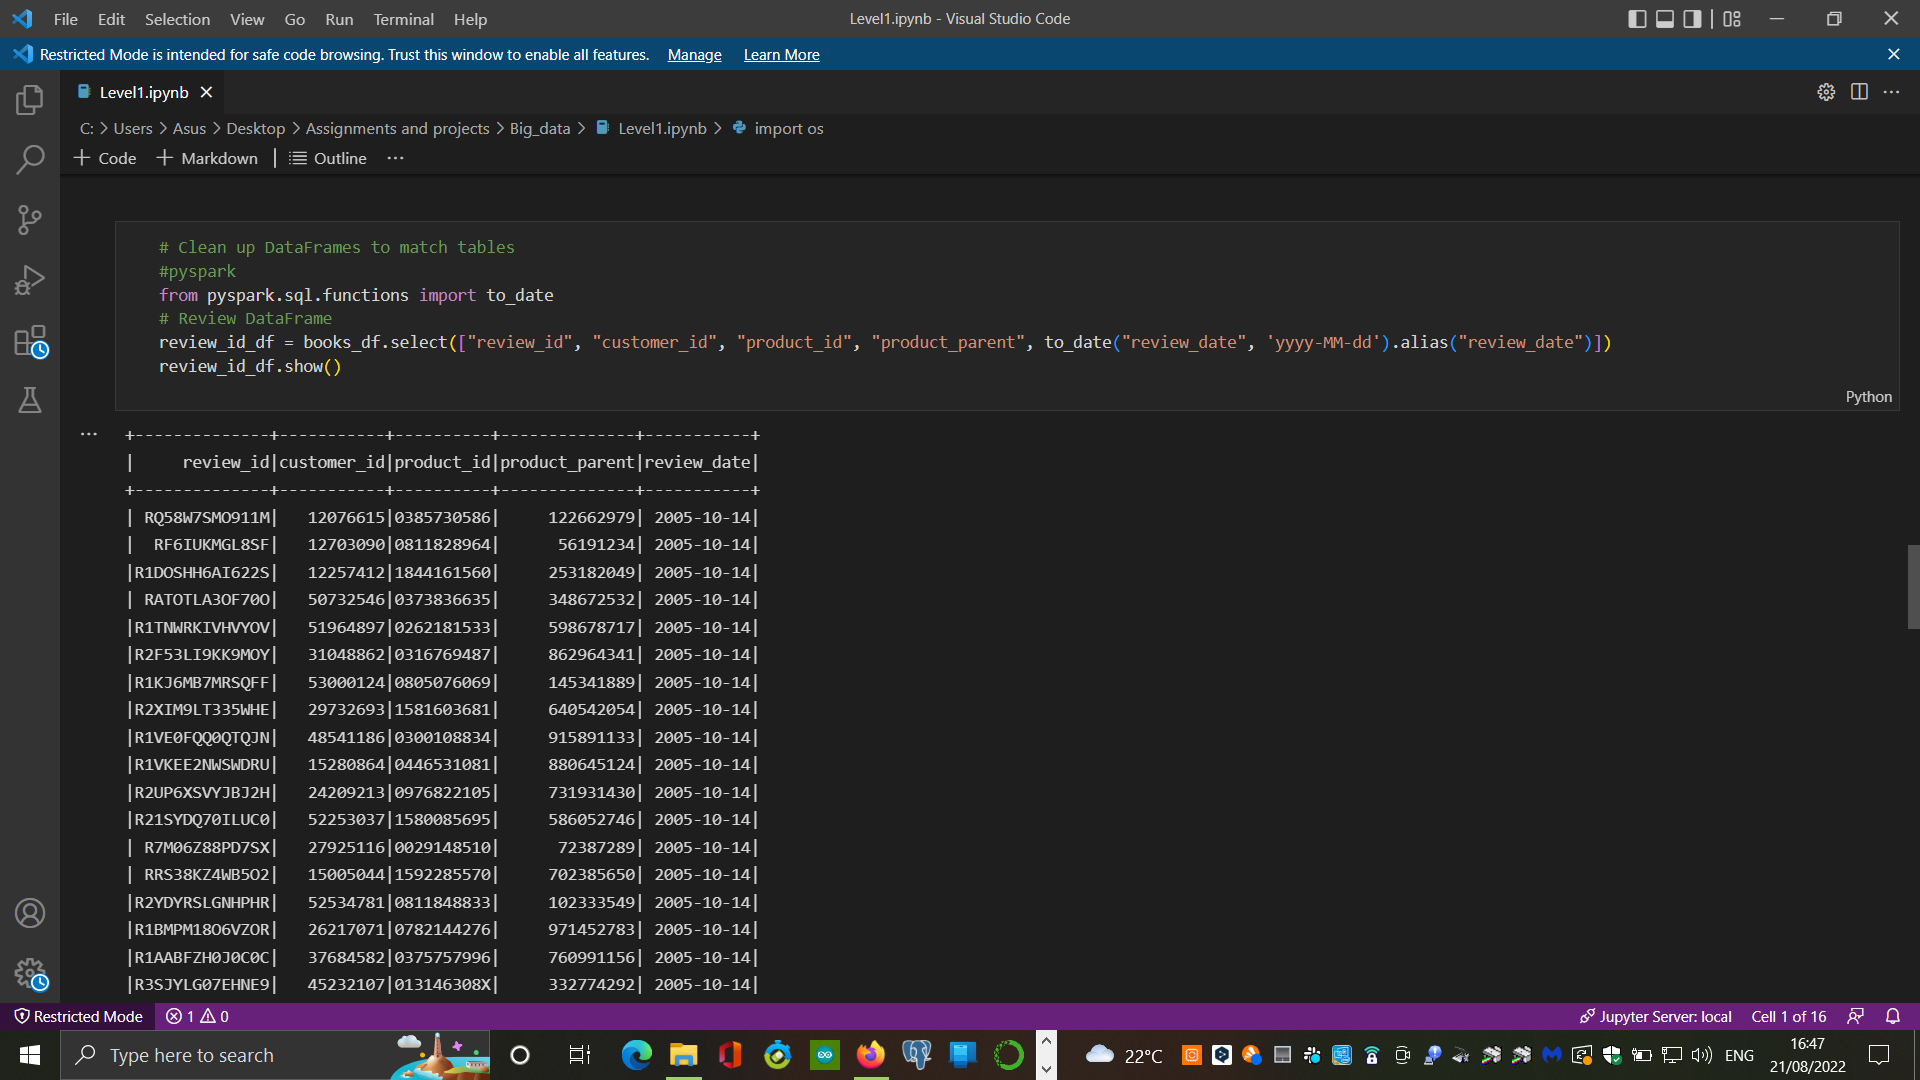 File Edit Selection View Go Run Terminal Help
Level1.ipynb - Visual Studio Code
Restricted Mode is intended for safe code browsing. Trust this window to enable all features. Manage Learn More
Level1.ipynb
C: > Users > Asus > Desktop > Assignments and projects > Big_data > Level1.ipynb > import os
+ Code + Markdown | Outline ...
# Clean up DataFrames to match tables
#pyspark
from pyspark.sql.functions import to_date
# Review DataFrame
review_id_df = books_df.select(["review_id", "customer_id", "product_id", "product_parent", to_date("review_date", 'yyyy-MM-dd').alias("review_date")])
review_id_df.show()
Python
+--------------+-----------+----------+--------------+-----------+
|     review_id|customer_id|product_id|product_parent|review_date|
+--------------+-----------+----------+--------------+-----------+
| RQ58W7SMO911M|   12076615|0385730586|     122662979| 2005-10-14|
|  RF6IUKMGL8SF|   12703090|0811828964|      56191234| 2005-10-14|
|R1DOSHH6AI622S|   12257412|1844161560|     253182049| 2005-10-14|
| RATOTLA3OF70O|   50732546|0373836635|     348672532| 2005-10-14|
|R1TNWRKIVHVYOV|   51964897|0262181533|     598678717| 2005-10-14|
|R2F53LI9KK9MOY|   31048862|0316769487|     862964341| 2005-10-14|
|R1KJ6MB7MRSQFF|   53000124|0805076069|     145341889| 2005-10-14|
|R2XIM9LT335WHE|   29732693|1581603681|     640542054| 2005-10-14|
|R1VE0FQQ0QTQJN|   48541186|0300108834|     915891133| 2005-10-14|
|R1VKEE2NWSWDRU|   15280864|0446531081|     880645124| 2005-10-14|
|R2UP6XSVYJBJ2H|   24209213|0976822105|     731931430| 2005-10-14|
|R21SYDQ70ILUC0|   52253037|1580085695|     586052746| 2005-10-14|
| R7M06Z88PD7SX|   27925116|0029148510|      72387289| 2005-10-14|
| RRS38KZ4WB5O2|   15005044|1592285570|     702385650| 2005-10-14|
|R2YDYRSLGNHPHR|   52534781|0811848833|     102333549| 2005-10-14|
|R1BMPM18O6VZOR|   26217071|0782144276|     971452783| 2005-10-14|
|R1AABFZH0J0C0C|   37684582|0375757996|     760991156| 2005-10-14|
|R3SJYLG07EHNE9|   45232107|013146308X|     332774292| 2005-10-14|
Restricted Mode 1 0 Jupyter Server: local Cell 1 of 16
Type here to search
22°C
ENG
16:47
21/08/2022